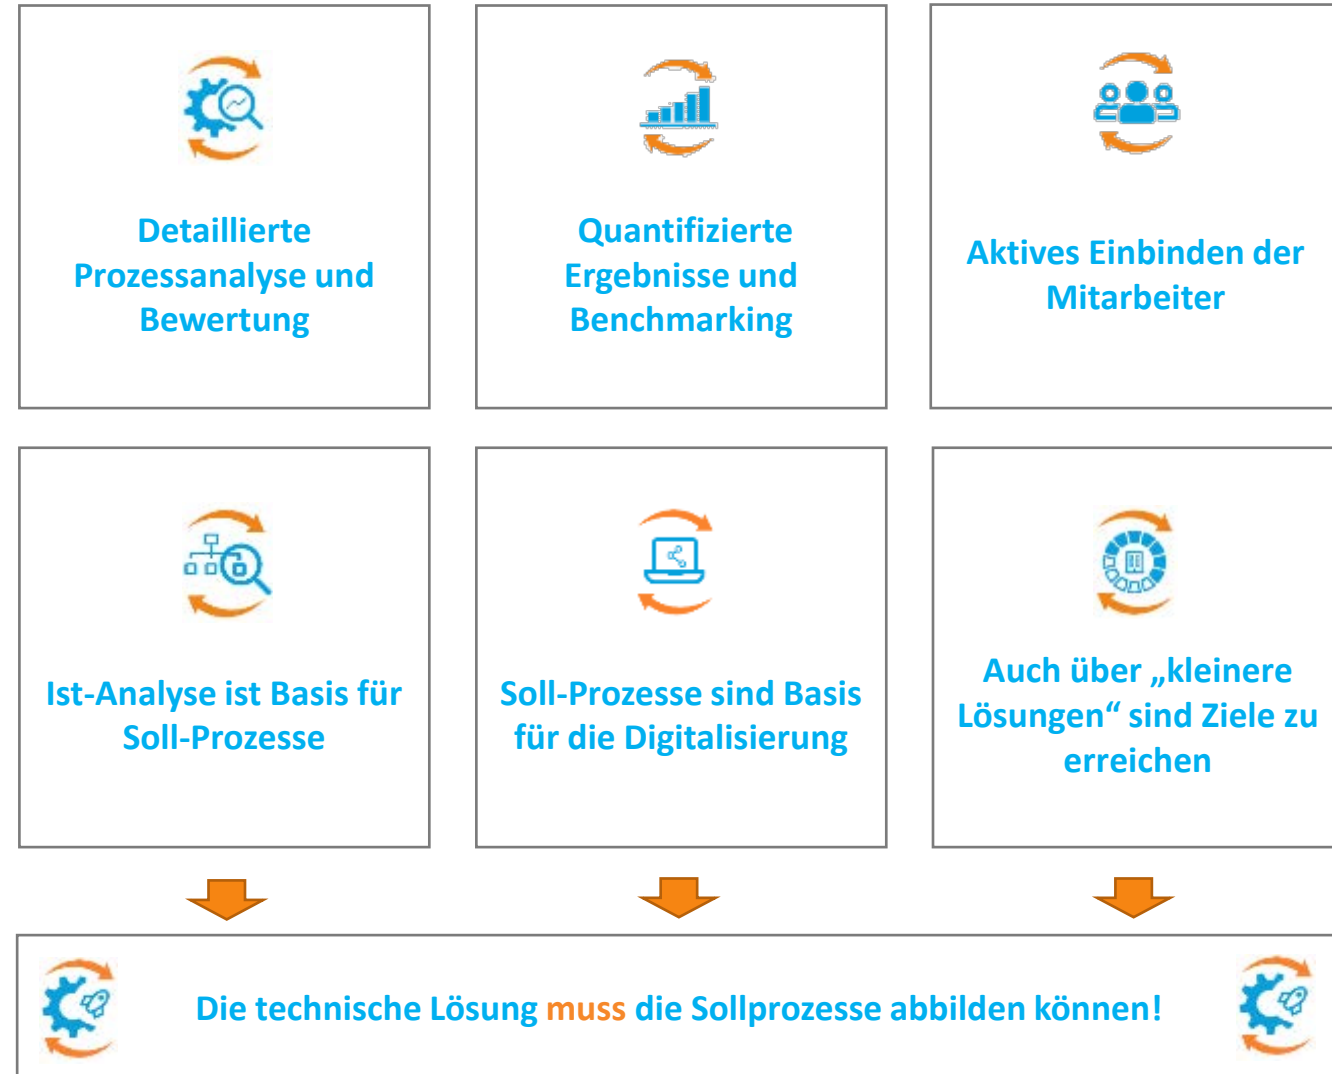 Detaillierte
Prozessanalyse und
Bewertung
Quantifizierte
Ergebnisse und
Benchmarking
Aktives Einbinden der
Mitarbeiter
Ist-Analyse ist Basis für
Soll-Prozesse
Soll-Prozesse sind Basis
für die Digitalisierung
Auch über „kleinere
Lösungen“ sind Ziele zu
erreichen
Die technische Lösung muss die Sollprozesse abbilden können!